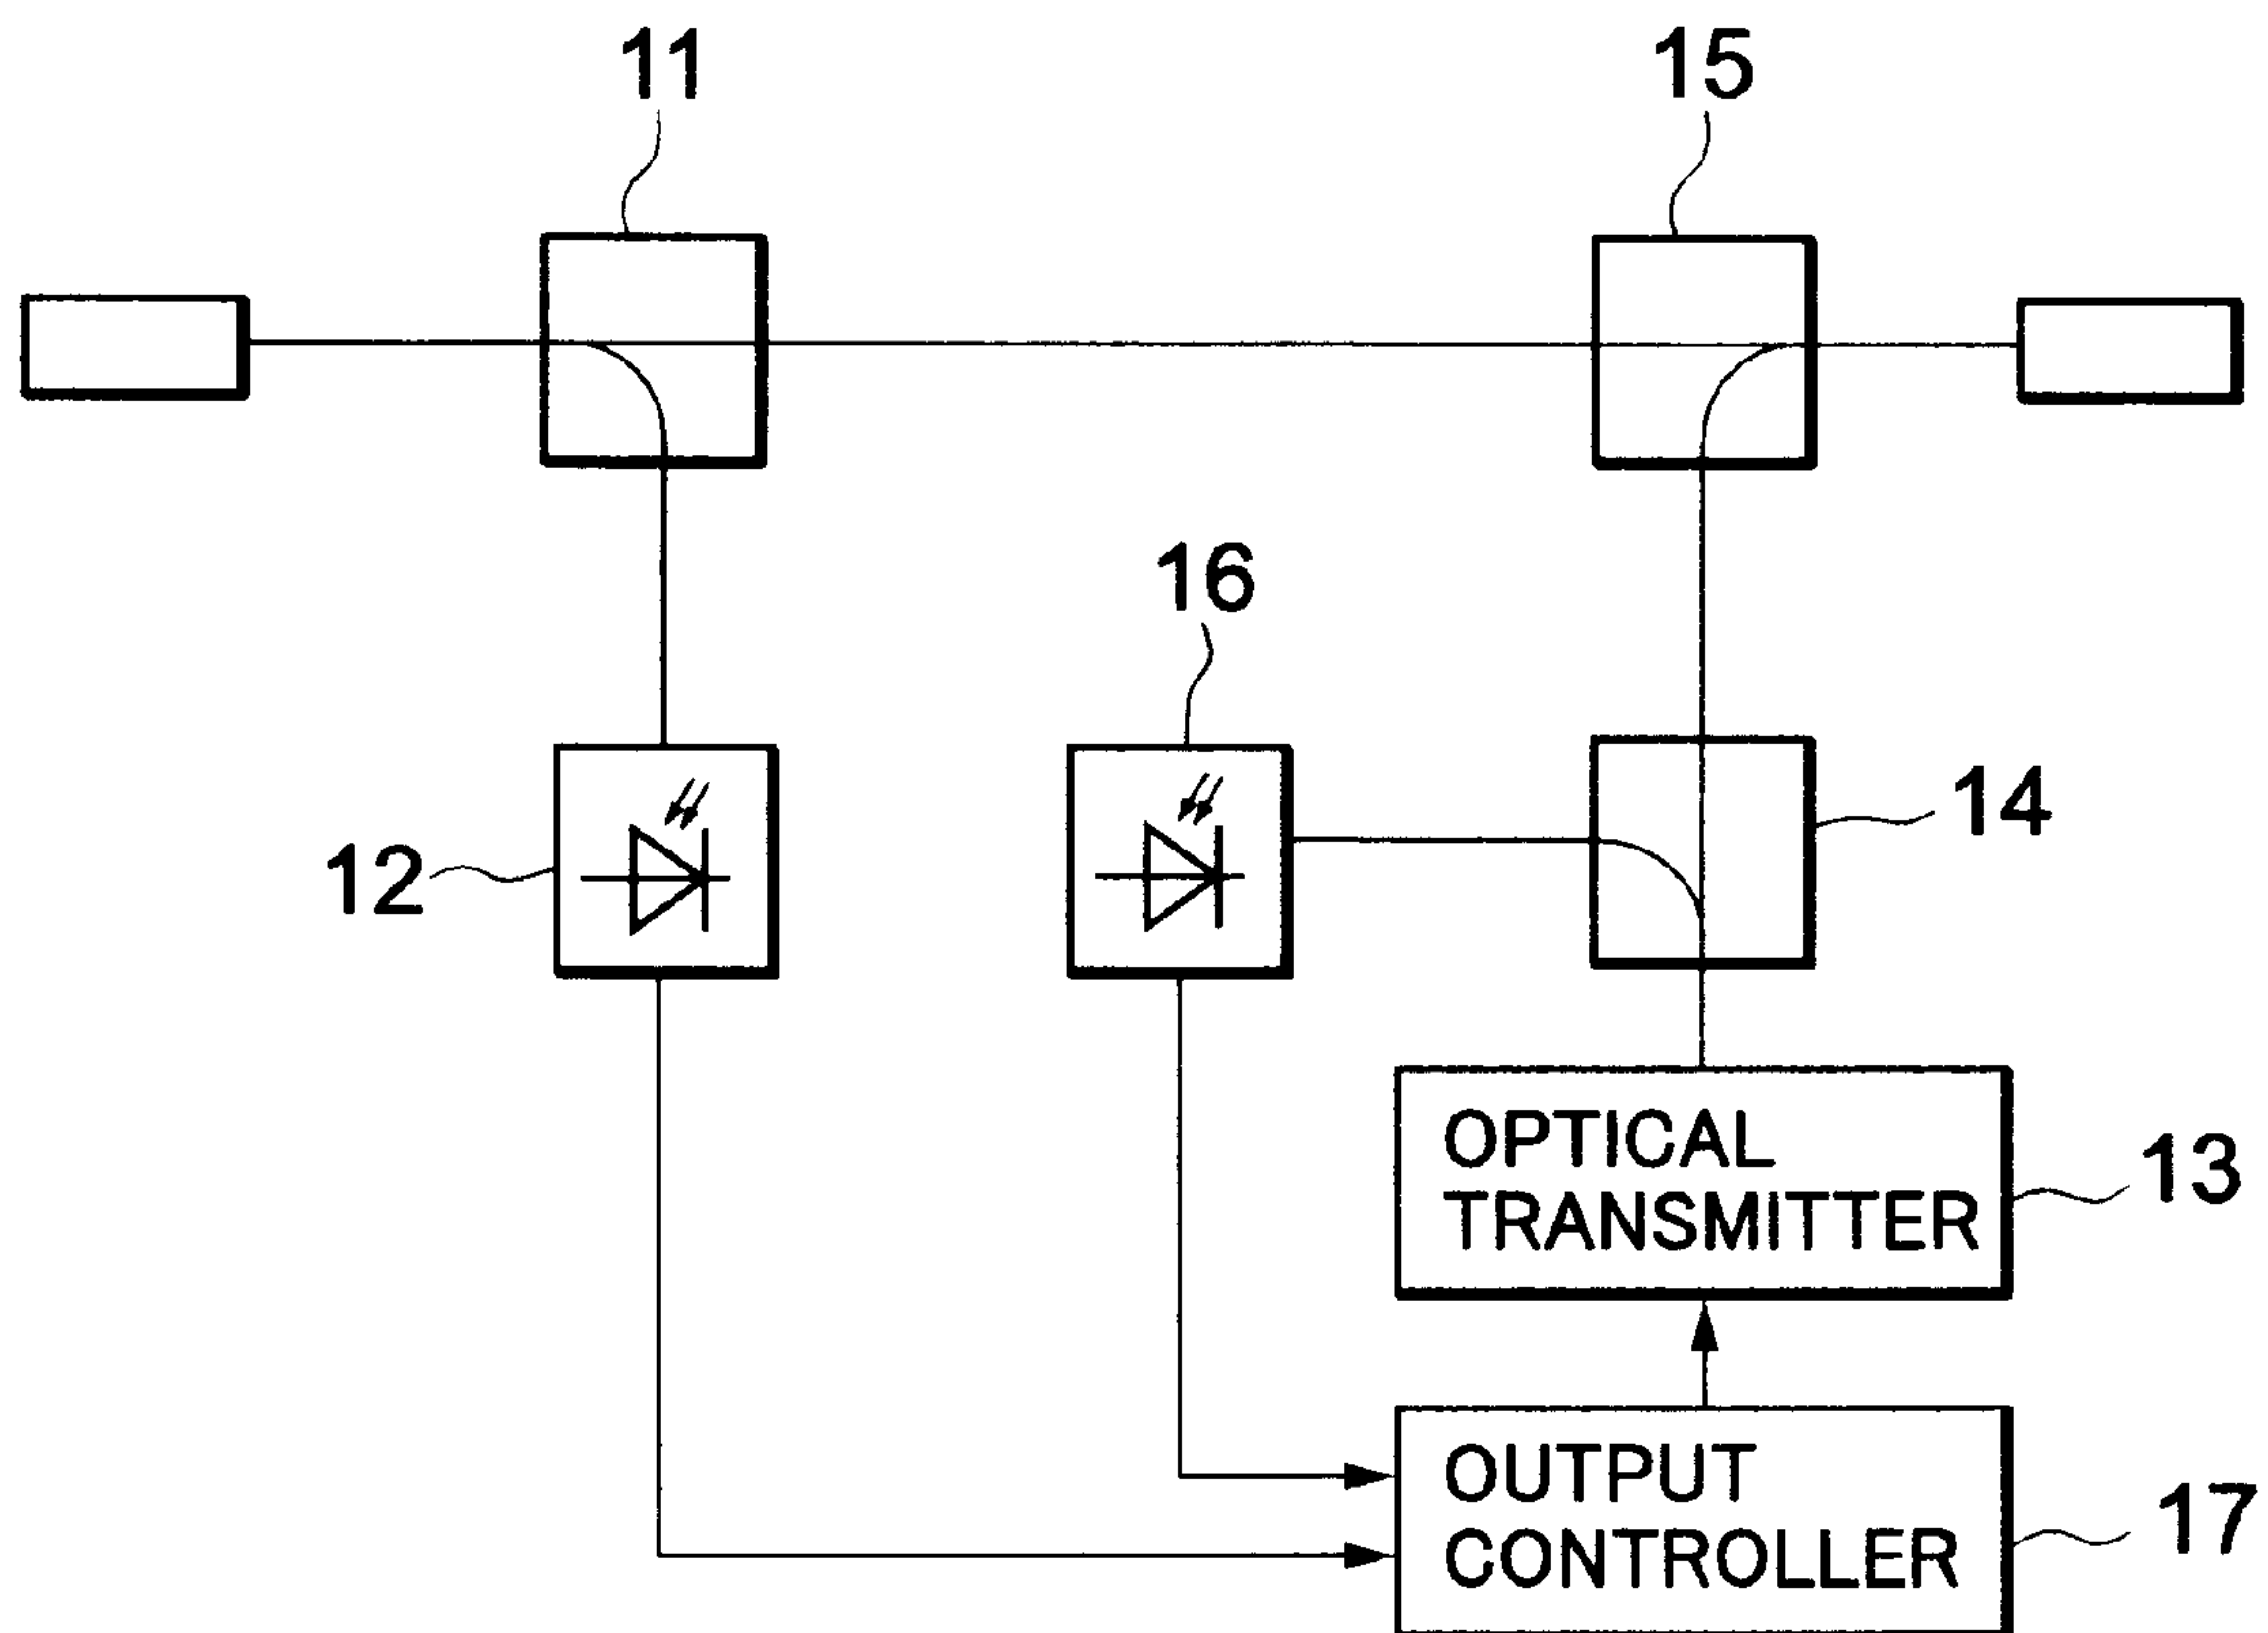 11
15
16
12
14
OPTICAL
TRANSMITTER
13
OUTPUT
CONTROLLER
17